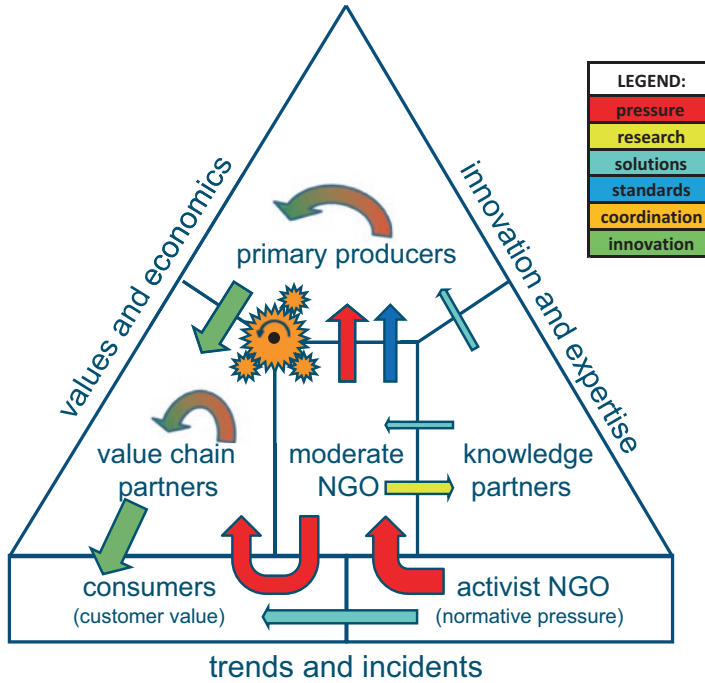 LEGEND:
pressure
research
solutions
standards
coordination
innovation
values and economics
innovation and expertise
primary producers
value chain
partners
moderate
NGO
knowledge
partners
consumers
(customer value)
activist NGO
(normative pressure)
trends and incidents